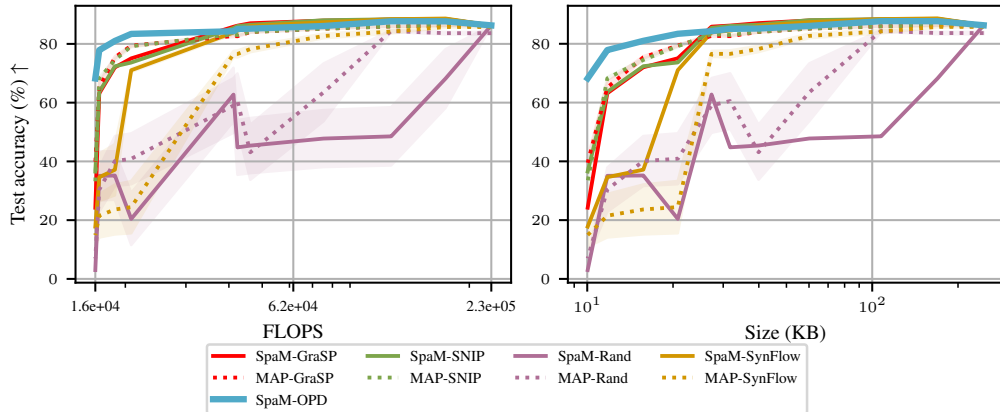 Test accuracy (%) ↑
80
60
40
20
0
1.6e+04
6.2e+04
2.3e+05
FLOPS
80
60
40
20
0
10¹
10²
Size (KB)
SpaM-GraSP
SpaM-SNIP
SpaM-Rand
SpaM-SynFlow
MAP-GraSP
MAP-SNIP
MAP-Rand
MAP-SynFlow
SpaM-OPD